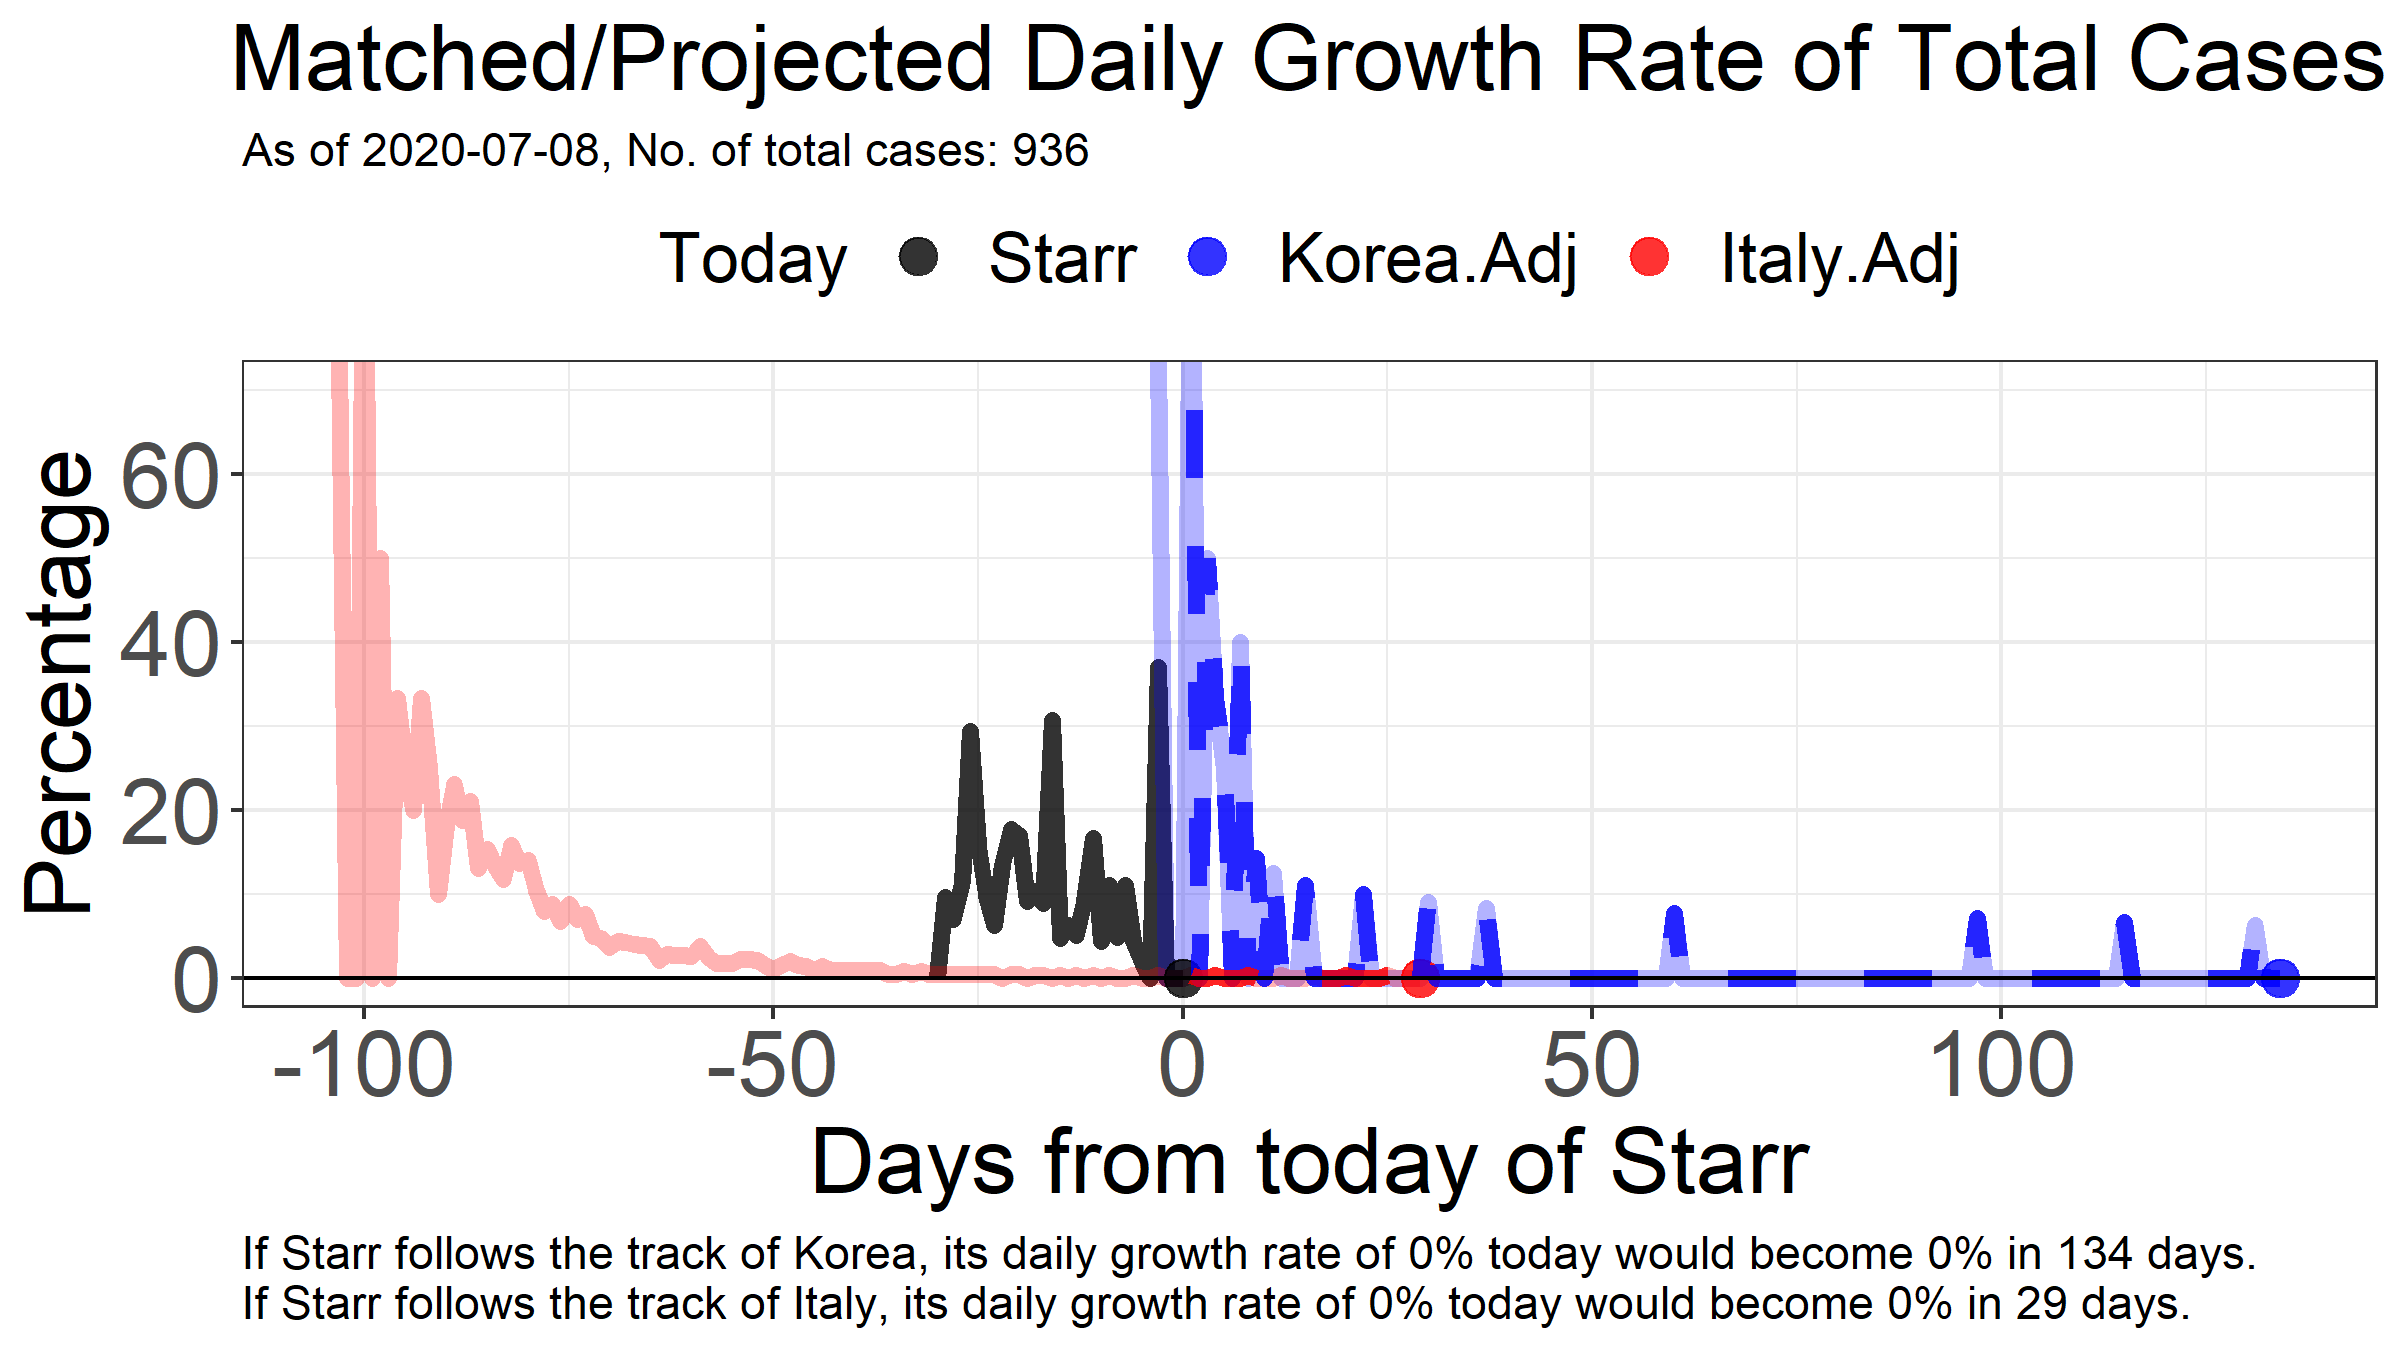 Matched/Projected Daily Growth Rate of Total Cases
As of 2020-07-08, No. of total cases: 936
Today Starr Korea.Adj Italy.Adj
Percentage
60
40
20
0
-100 -50 0 50 100
Days from today of Starr
If Starr follows the track of Korea, its daily growth rate of 0% today would become 0% in 134 days.
If Starr follows the track of Italy, its daily growth rate of 0% today would become 0% in 29 days.